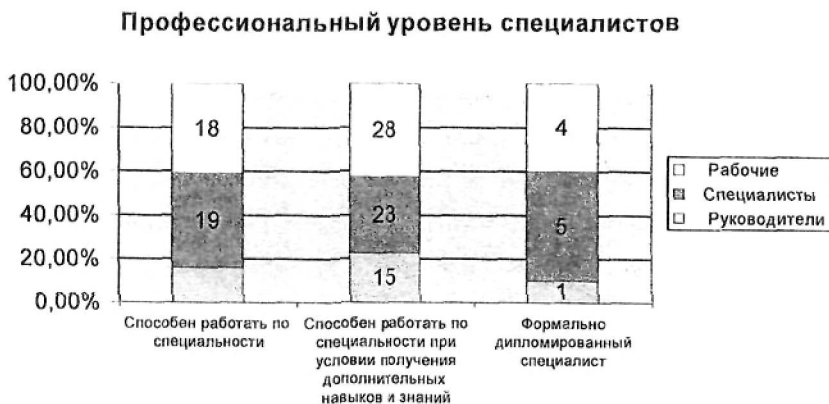 Профессиональный уровень специалистов
100,00%
80,00%
60,00%
40,00%
20,00%
0,00%
18
28
4
19
23
5
15
1
Рабочие
Специалисты
Руководители
Способен работать по
специальности
Способен работать по
специальности при
условии получения
дополнительных
навыков и знаний
Формально
дипломированный
специалист